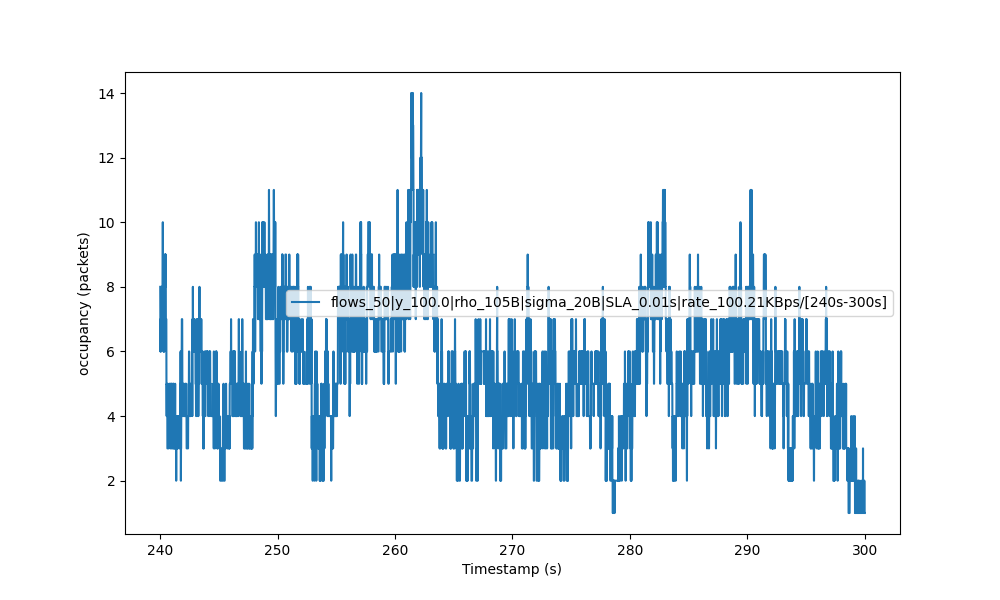 14
12
10
8
6
4
2
occupancy (packets)
flows_50|y_100.0|rho_105B|sigma_20B|SLA_0.01s|rate_100.21KBps/[240s-300s]
240 250 260 270 280 290 300
Timestamp (s)